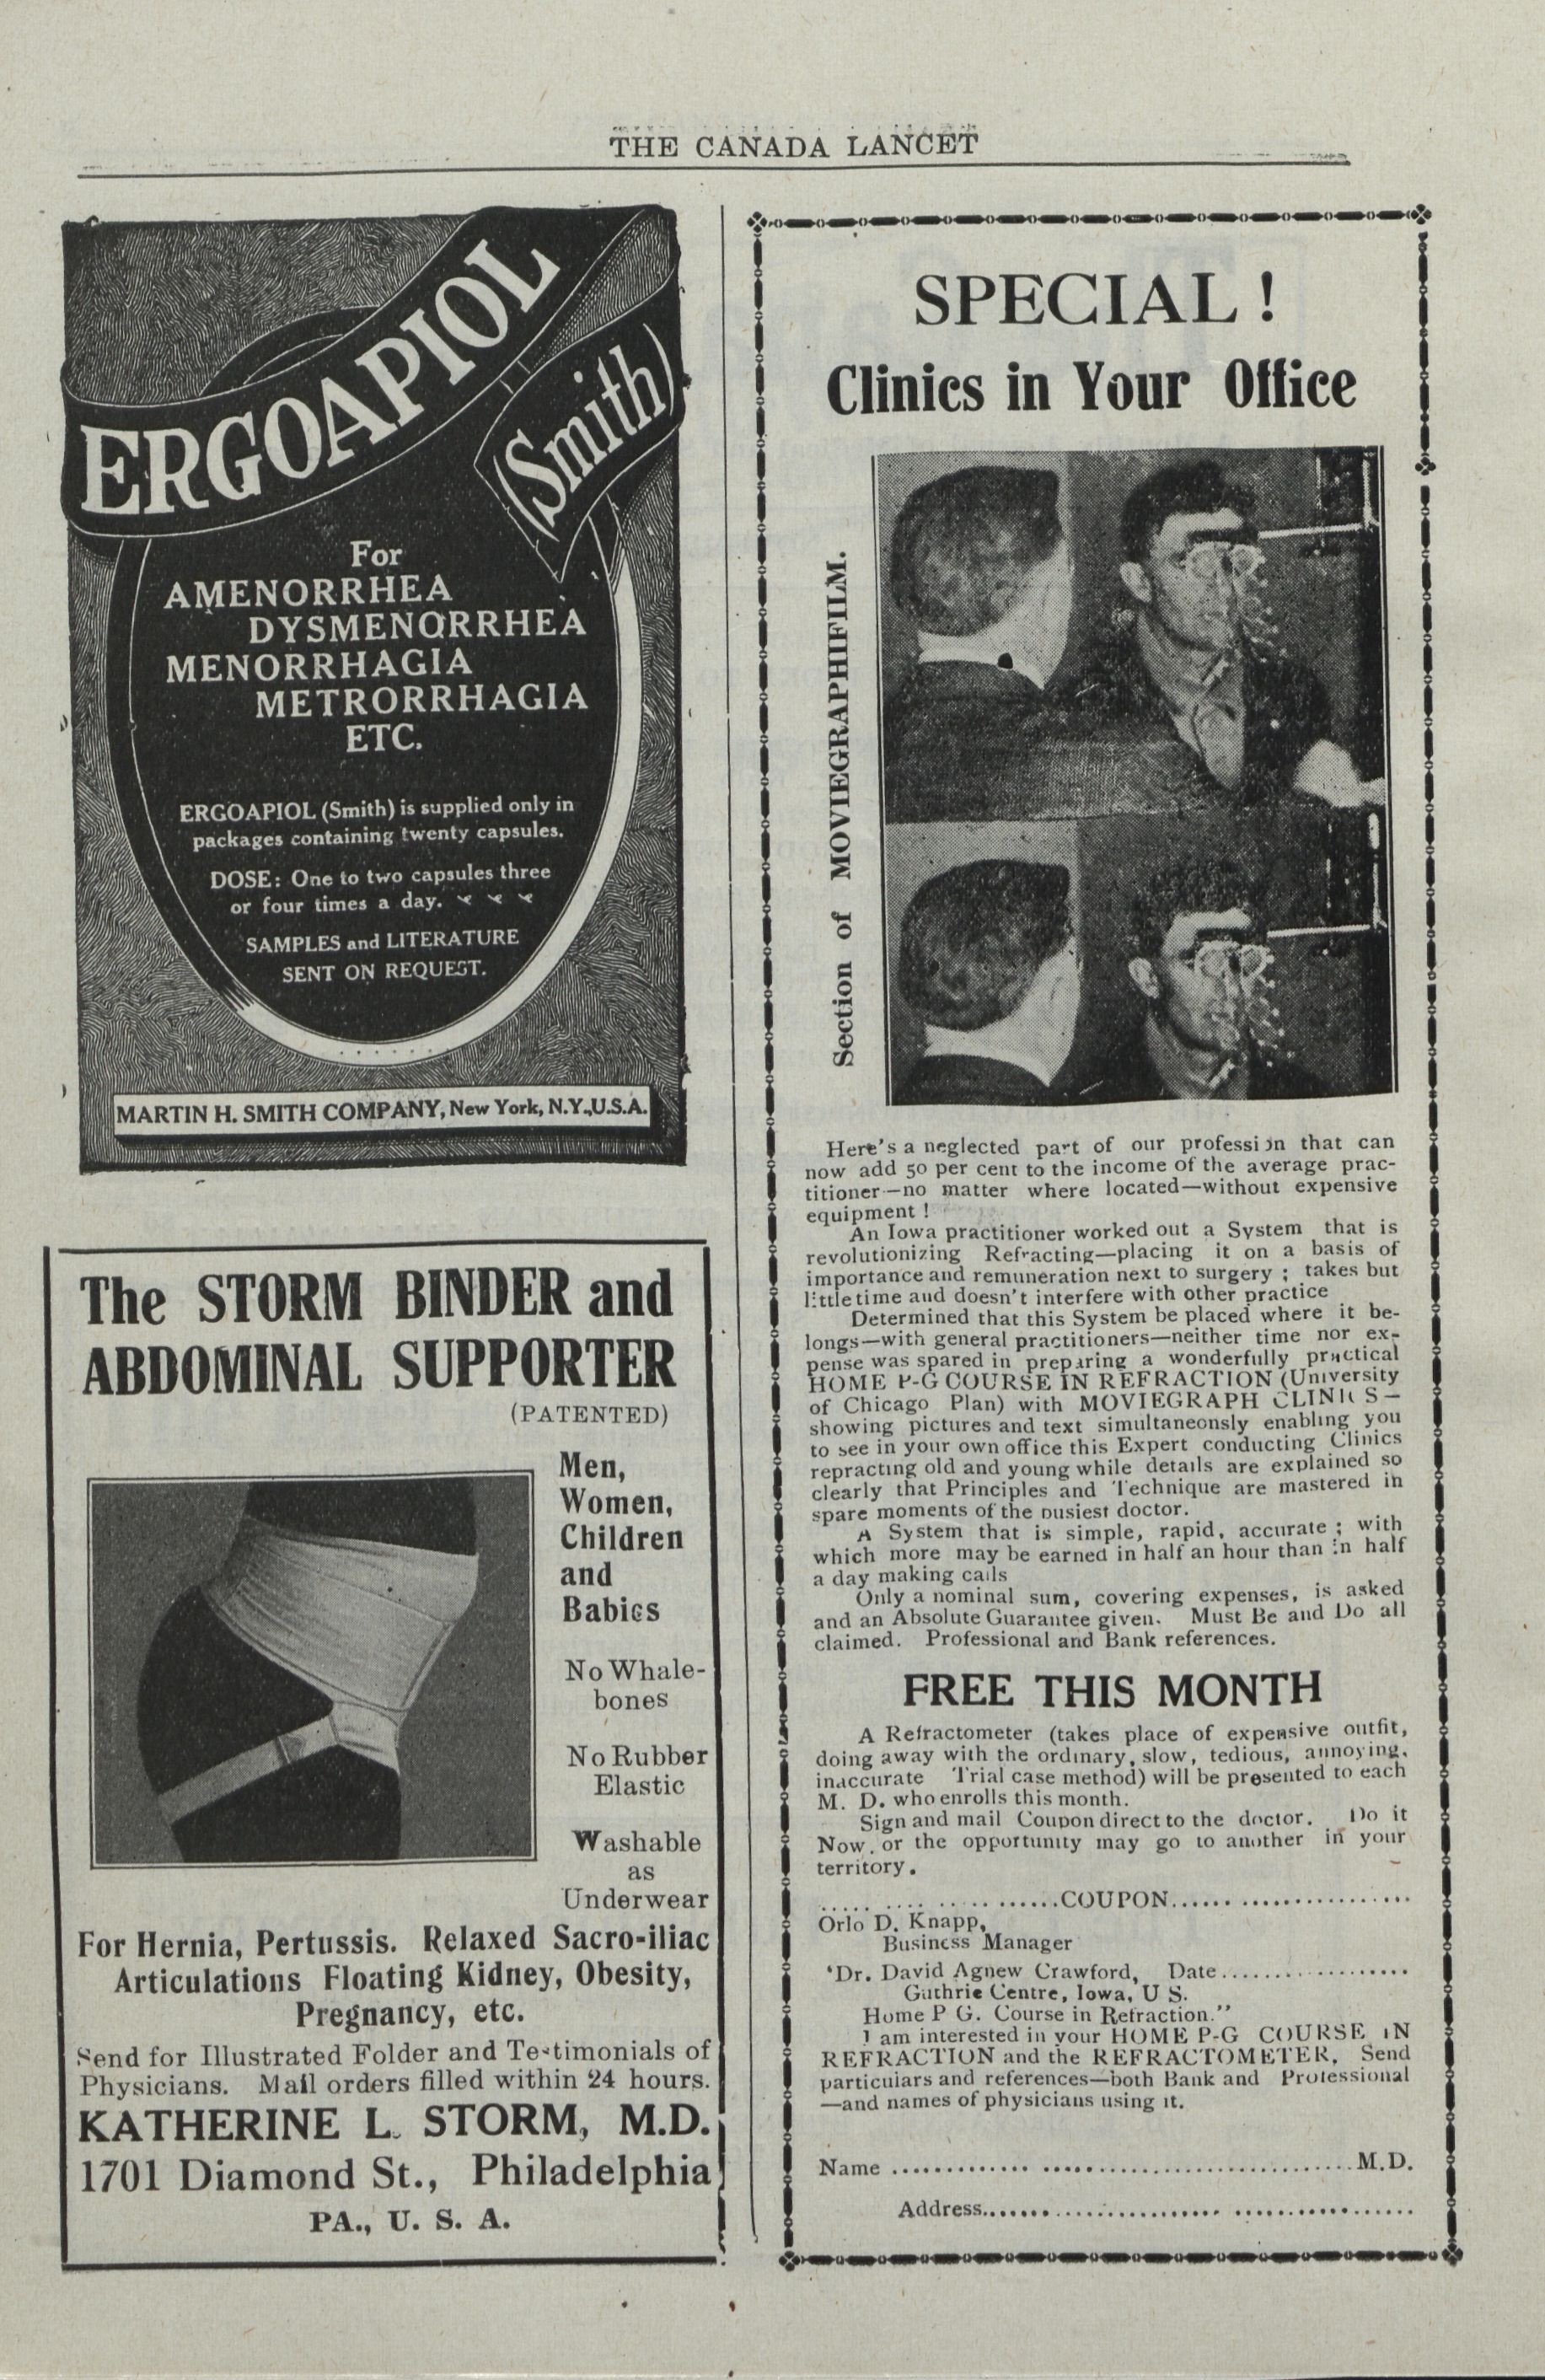 THE CANADA LANCET
ERGOAPIOL
(Smith)
For
AMENORRHEA
DYSMENORRHEA
MENORRHAGIA
METRORRHAGIA
ETC.
ERGOAPIOL (Smith) is supplied only in
packages containing twenty capsules.
DOSE: One to two capsules three
or four times a day.
SAMPLES and LITERATURE
SENT ON REQUEST.
MARTIN H. SMITH COMPANY, New York, N.Y., U.S.A.
The STORM BINDER and
ABDOMINAL SUPPORTER
(PATENTED)
Men,
Women,
Children
and
Babies
No Whale-
bones
No Rubber
Elastic
Washable
as
Underwear
For Hernia, Pertussis. Relaxed Sacro-iliac
Articulations Floating Kidney, Obesity,
Pregnancy, etc.
Send for Illustrated Folder and Testimonials of
Physicians. Mail orders filled within 24 hours.
KATHERINE L. STORM, M.D.
1701 Diamond St., Philadelphia
PA., U. S. A.
SPECIAL !
Clinics in Your Office
Section of MOVIEGRAPHIFILM.
Here's a neglected part of our profession that can
now add 50 per cent to the income of the average prac-
titioner—no matter where located—without expensive
equipment !
An Iowa practitioner worked out a System that is
revolutionizing Refracting—placing it on a basis of
importance and remuneration next to surgery ; takes but
little time and doesn't interfere with other practice
Determined that this System be placed where it be-
longs—with general practitioners—neither time nor ex-
pense was spared in preparing a wonderfully practical
HOME P-G COURSE IN REFRACTION (University
of Chicago Plan) with MOVIEGRAPH CLINICS—
showing pictures and text simultaneonsly enabling you
to see in your own office this Expert conducting Clinics
repracting old and young while details are explained so
clearly that Principles and Technique are mastered in
spare moments of the busiest doctor.
A System that is simple, rapid, accurate ; with
which more may be earned in half an hour than in half
a day making calls
Only a nominal sum, covering expenses, is asked
and an Absolute Guarantee given. Must Be and Do all
claimed. Professional and Bank references.
FREE THIS MONTH
A Refractometer (takes place of expensive outfit,
doing away with the ordinary, slow, tedious, annoying,
inaccurate Trial case method) will be presented to each
M. D. who enrolls this month.
Sign and mail Coupon direct to the doctor. Do it
Now, or the opportunity may go to another in your
territory.
.......................COUPON.......................
Orlo D. Knapp,
Business Manager
'Dr. David Agnew Crawford, Date...................
Guthrie Centre, Iowa, U S.
Home P G. Course in Refraction."
I am interested in your HOME P-G COURSE IN
REFRACTION and the REFRACTOMETER, Send
particulars and references—both Bank and Professional
—and names of physicians using it.
Name ..............................................M.D.
Address..............................................